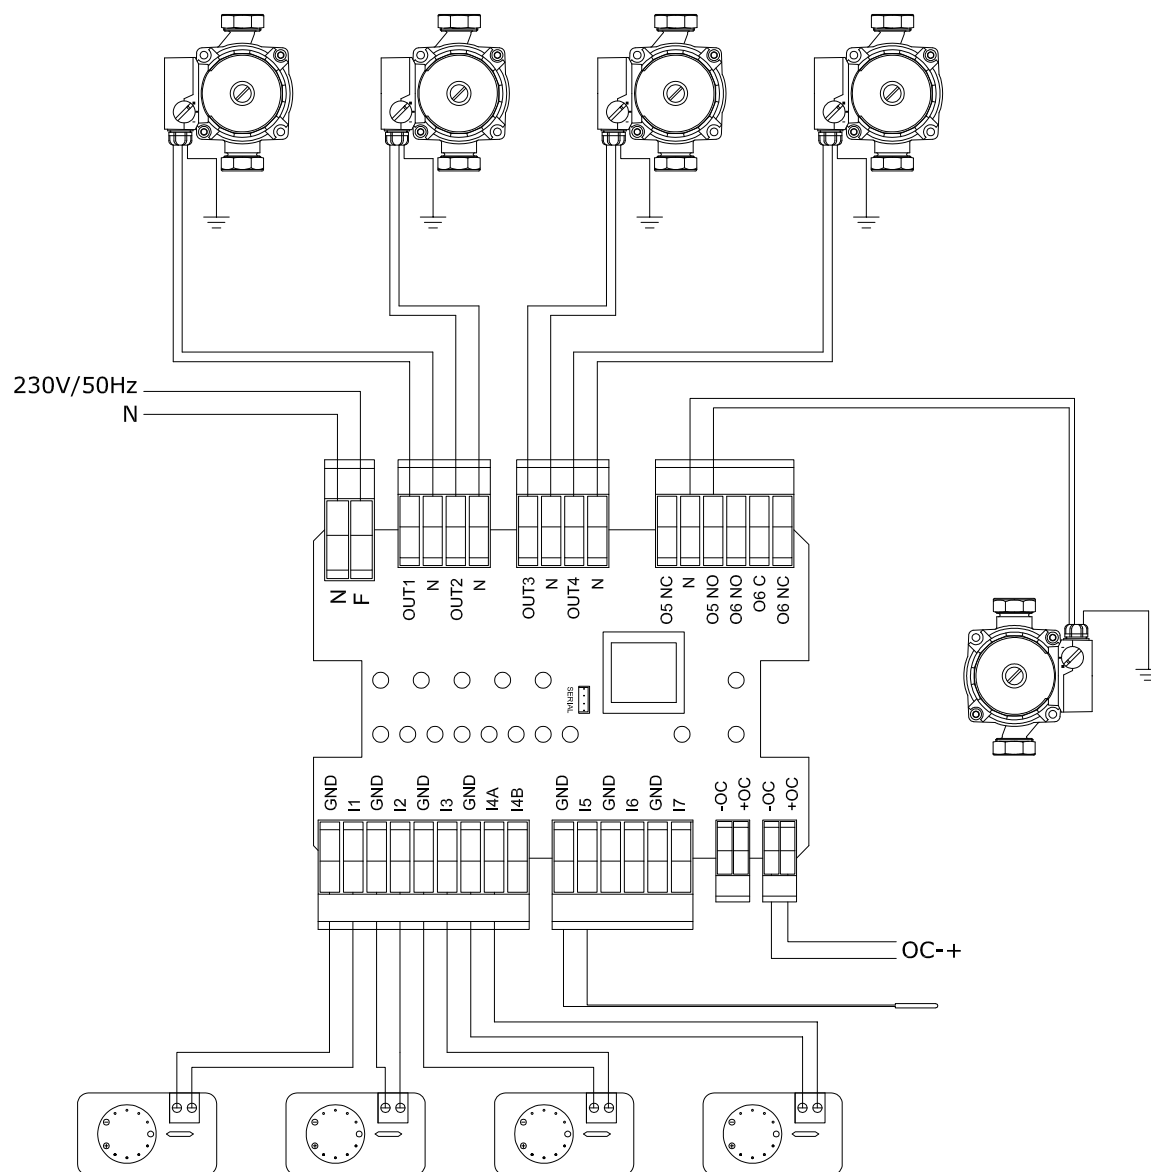 230V/50Hz
N
N
F
OUT1
N
OUT2
N
OUT3
N
OUT4
N
O5 NC
N
O5 NO
O6 NO
O6 C
O6 NC
SERIAL
GND
I1
GND
I2
GND
I3
GND
I4A
I4B
GND
I5
GND
I6
GND
I7
-OC
+OC
-OC
+OC
OC-+